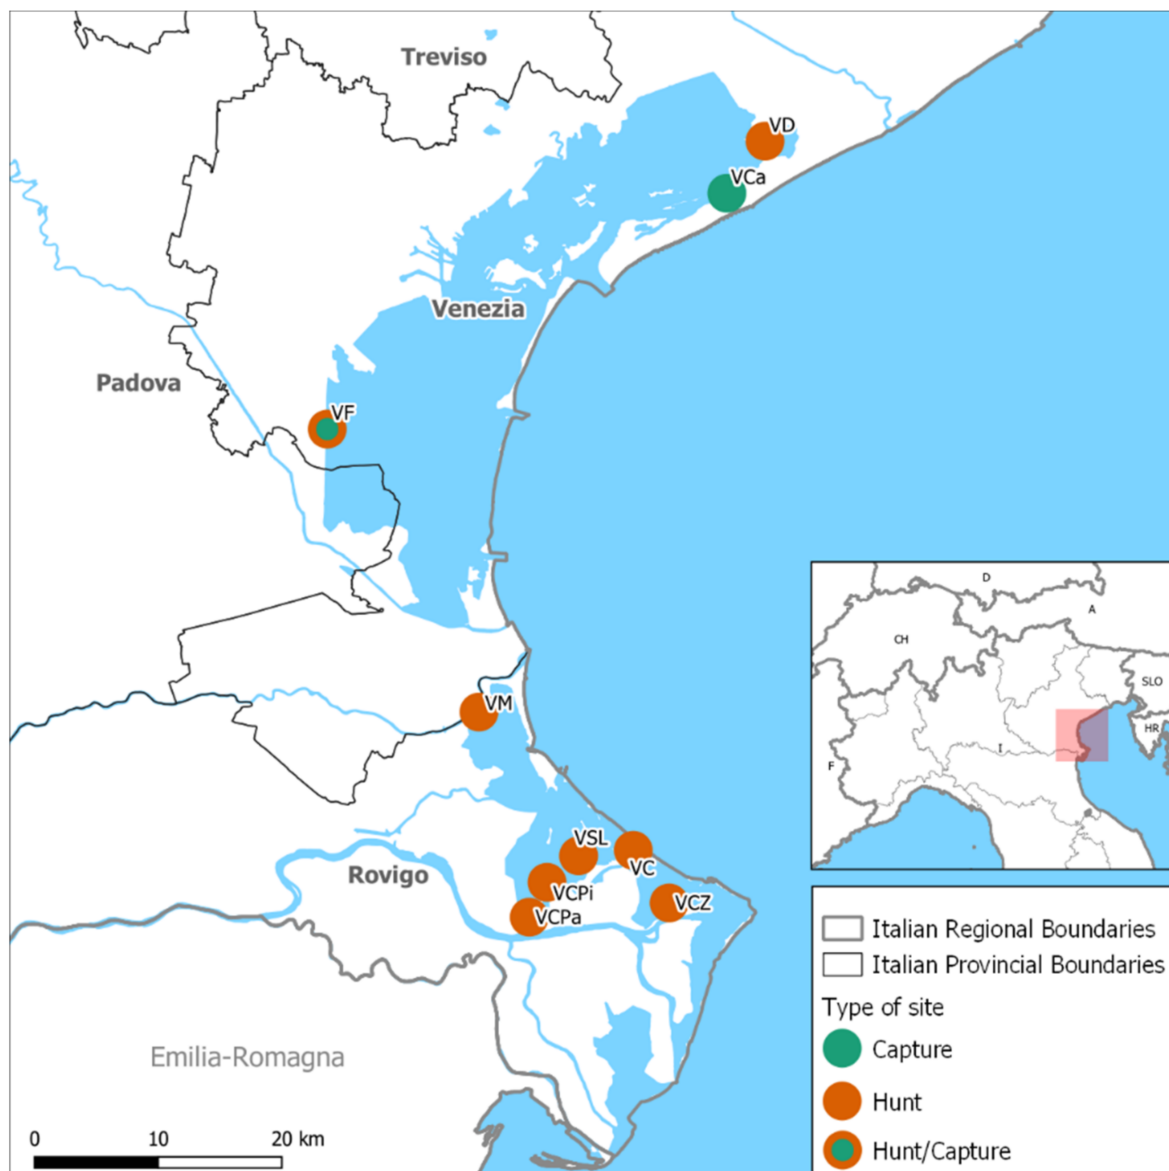 Treviso
VD
VCa
Venezia
Padova
VF
D
A
CH
SLO
HR
I
F
VM
VSL
VC
Rovigo
VCPi
VCZ
VCPa
Italian Regional Boundaries
Italian Provincial Boundaries
Type of site
Capture
Hunt
Hunt/Capture
Emilia-Romagna
0 10 20 km